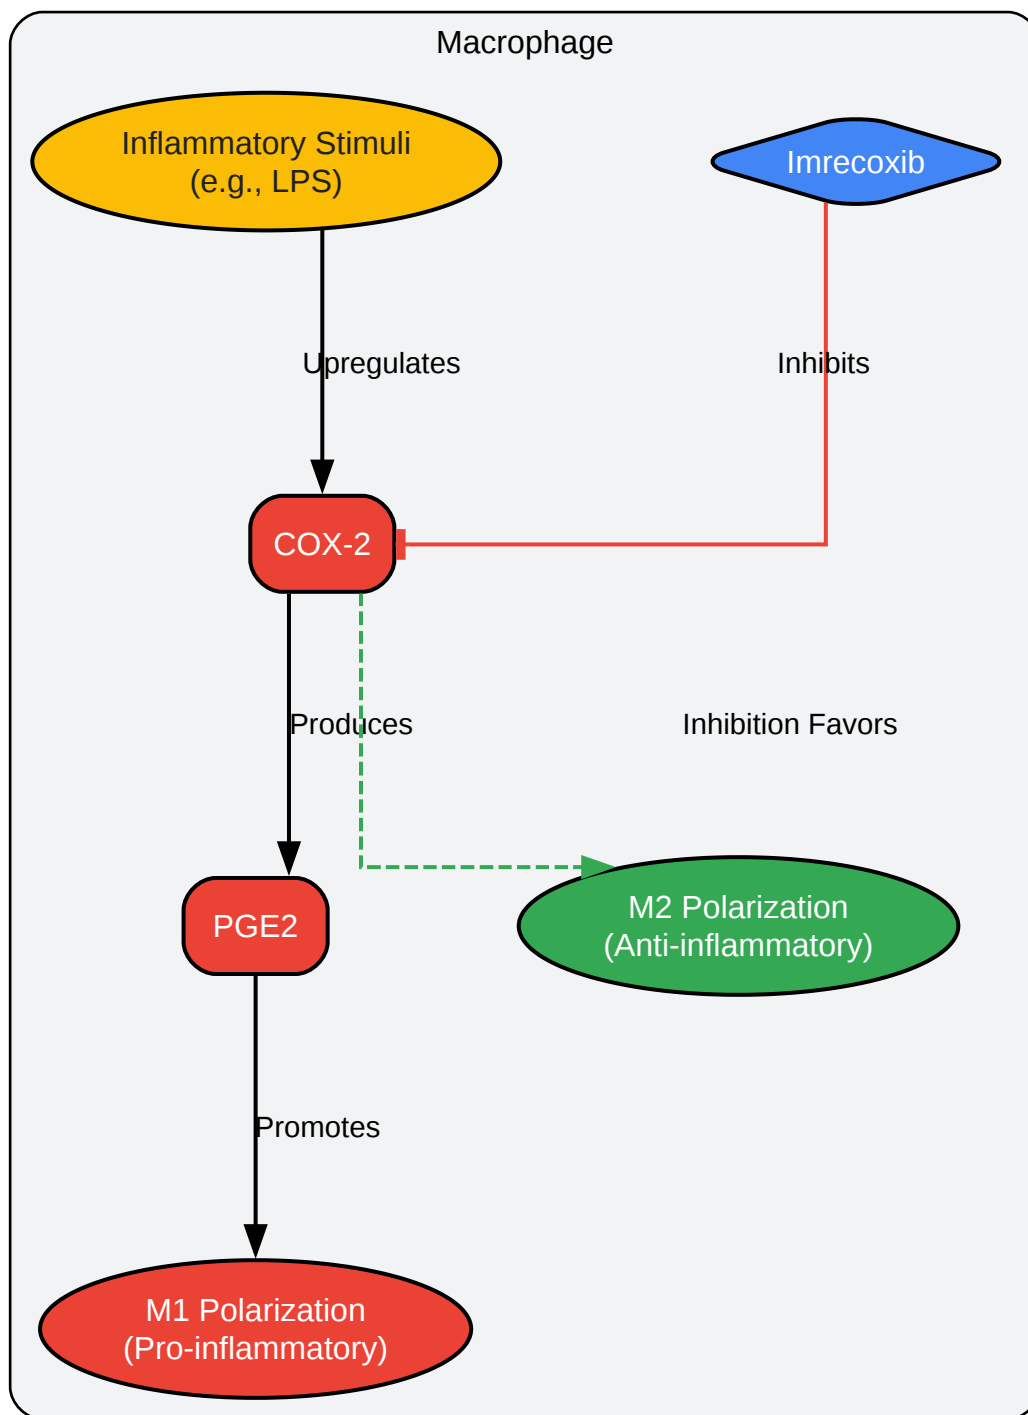 Macrophage
Inflammatory Stimuli
(e.g., LPS)
Imrecoxib
Upregulates
Inhibits
COX-2
Produces
Inhibition Favors
PGE2
M2 Polarization
(Anti-inflammatory)
Promotes
M1 Polarization
(Pro-inflammatory)